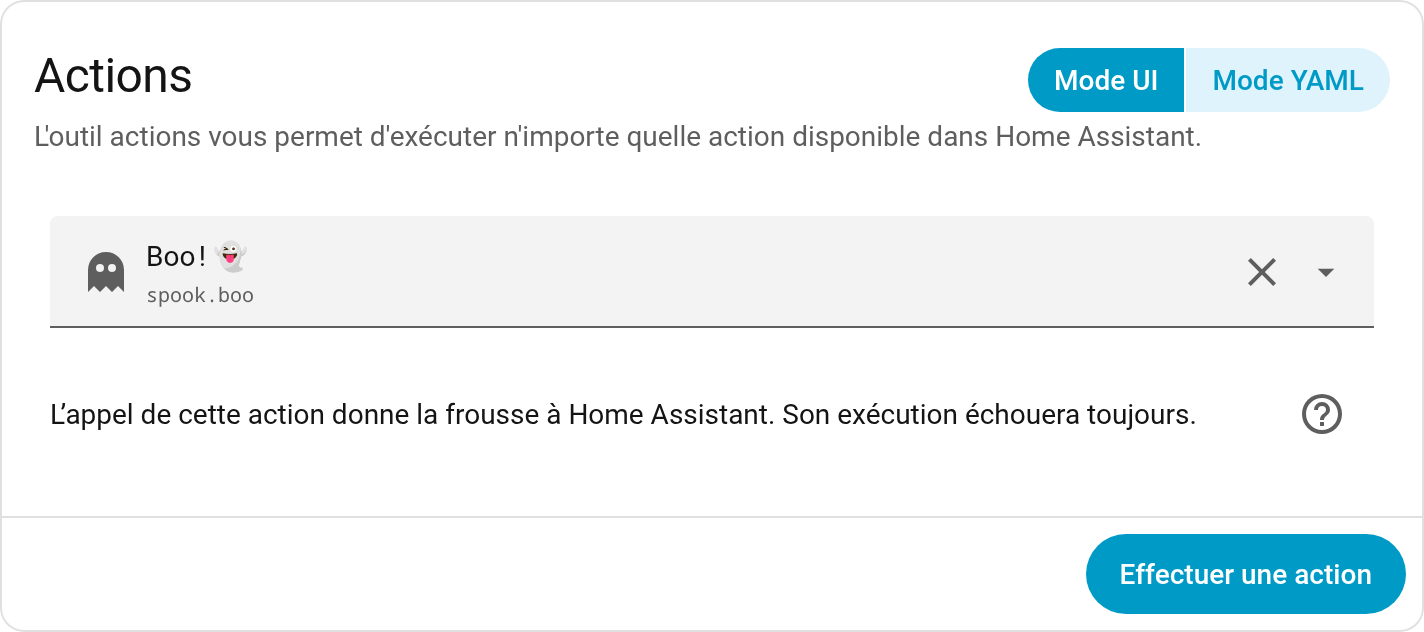 Actions
Mode UI
Mode YAML
L'outil actions vous permet d'exécuter n'importe quelle action disponible dans Home Assistant.
Boo! 👻
spook.boo
L’appel de cette action donne la frousse à Home Assistant. Son exécution échouera toujours.
Effectuer une action